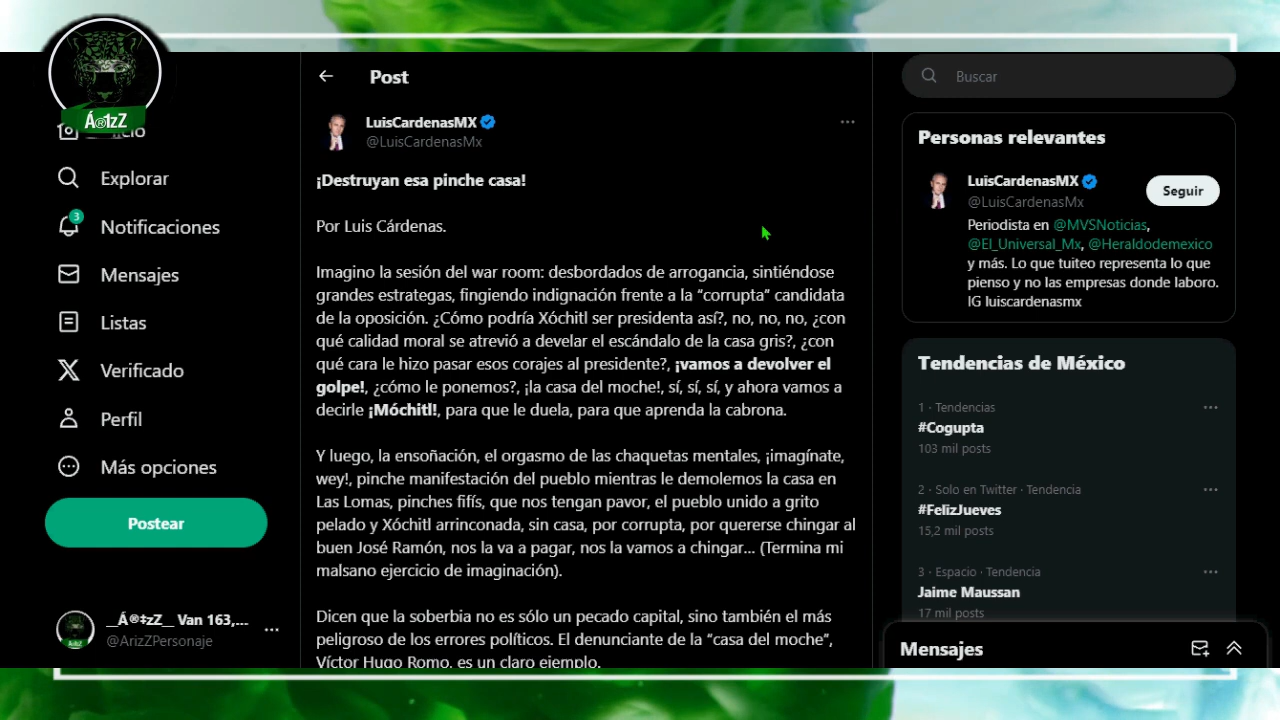 Á®1zZ
Explorar
Notificaciones
3
Mensajes
Listas
Verificado
Perfil
Más opciones
Postear
__Á®‡zZ__ Van 163,...
@ArizZPersonaje
Post
LuisCardenasMX
@LuisCardenasMx
¡Destruyan esa pinche casa!
Por Luis Cárdenas.
Imagino la sesión del war room: desbordados de arrogancia, sintiéndose
grandes estrategas, fingiendo indignación frente a la “corrupta” candidata
de la oposición. ¿Cómo podría Xóchitl ser presidenta así?, no, no, no, ¿con
qué calidad moral se atrevió a develar el escándalo de la casa gris?, ¿con
qué cara le hizo pasar esos corajes al presidente?, ¡vamos a devolver el
golpe!, ¿cómo le ponemos?, ¡la casa del moche!, sí, sí, sí, y ahora vamos a
decirle ¡Móchitl!, para que le duela, para que aprenda la cabrona.
Y luego, la ensoñación, el orgasmo de las chaquetas mentales, ¡imagínate,
wey!, pinche manifestación del pueblo mientras le demolemos la casa en
Las Lomas, pinches fifís, que nos tengan pavor, el pueblo unido a grito
pelado y Xóchitl arrinconada, sin casa, por corrupta, por quererse chingar al
buen José Ramón, nos la va a pagar, nos la vamos a chingar... (Termina mi
malsano ejercicio de imaginación).
Dicen que la soberbia no es sólo un pecado capital, sino también el más
peligroso de los errores políticos. El denunciante de la “casa del moche”,
Víctor Hugo Romo, es un claro ejemplo.
Buscar
Personas relevantes
LuisCardenasMX
@LuisCardenasMx
Seguir
Periodista en @MVSNoticias,
@El_Universal_Mx, @Heraldodemexico
y más. Lo que tuiteo representa lo que
pienso y no las empresas donde laboro.
IG luiscardenasmx
Tendencias de México
1 · Tendencias
#Cogupta
103 mil posts
2 · Solo en Twitter · Tendencia
#FelizJueves
15,2 mil posts
3 · Espacio · Tendencia
Jaime Maussan
17 mil posts
Mensajes